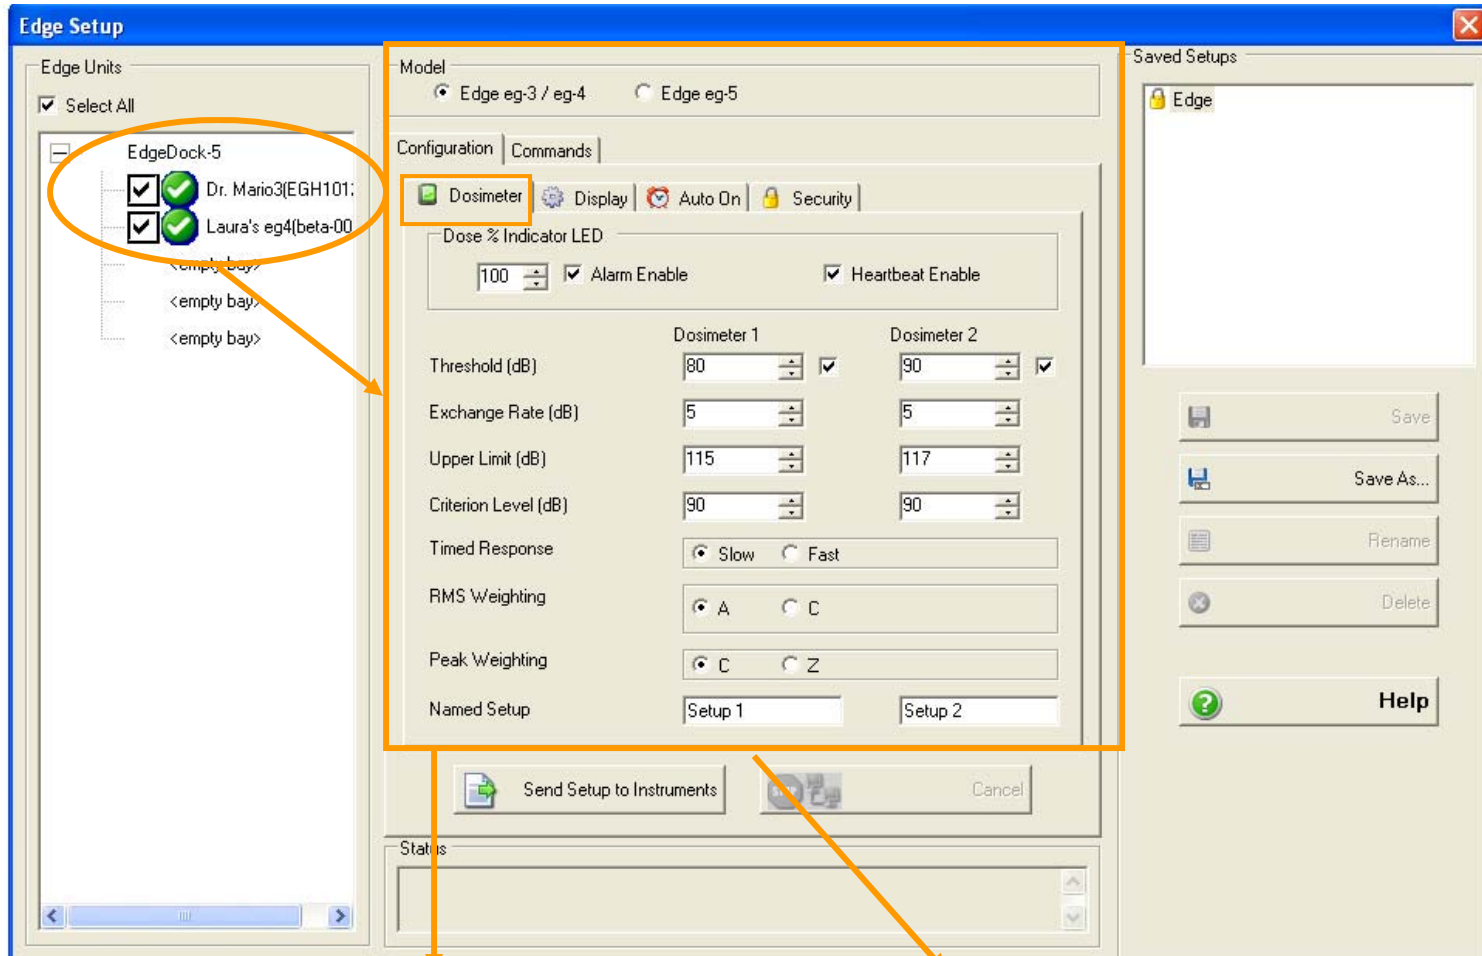 Edge Setup
Edge Units
Select All
EdgeDock-5
Dr. Mario3(EGH101
Laura's eg4(beta-00
<empty bay>
<empty bay>
<empty bay>
Model
Edge eg-3 / eg-4 Edge eg-5
Configuration Commands
Dosimeter Display Auto On Security
Dose % Indicator LED
100 Alarm Enable Heartbeat Enable
Dosimeter 1 Dosimeter 2
Threshold (dB) 80 90
Exchange Rate (dB) 5 5
Upper Limit (dB) 115 117
Criterion Level (dB) 90 90
Timed Response Slow Fast
RMS Weighting A C
Peak Weighting C Z
Named Setup Setup 1 Setup 2
Send Setup to Instruments Cancel
Status
Saved Setups
Edge
Save
Save As...
Rename
Delete
Help